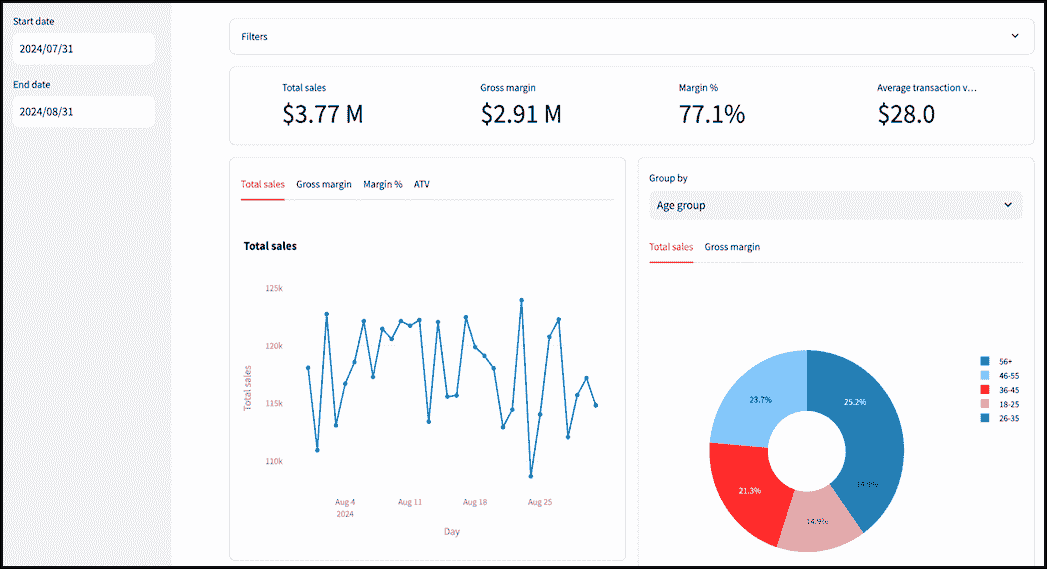 Start date
2024/07/31
End date
2024/08/31
Filters
Total sales
$3.77 M
Gross margin
$2.91 M
Margin %
77.1%
Average transaction v...
$28.0
Total sales Gross margin Margin % ATV
Total sales
125k
120k
115k
110k
Total sales
Aug 4
2024
Aug 11
Aug 18
Aug 25
Day
Group by
Age group
Total sales Gross margin
25.2%
23.7%
21.3%
14.9%
14.9%
56+
46-55
36-45
18-25
26-35